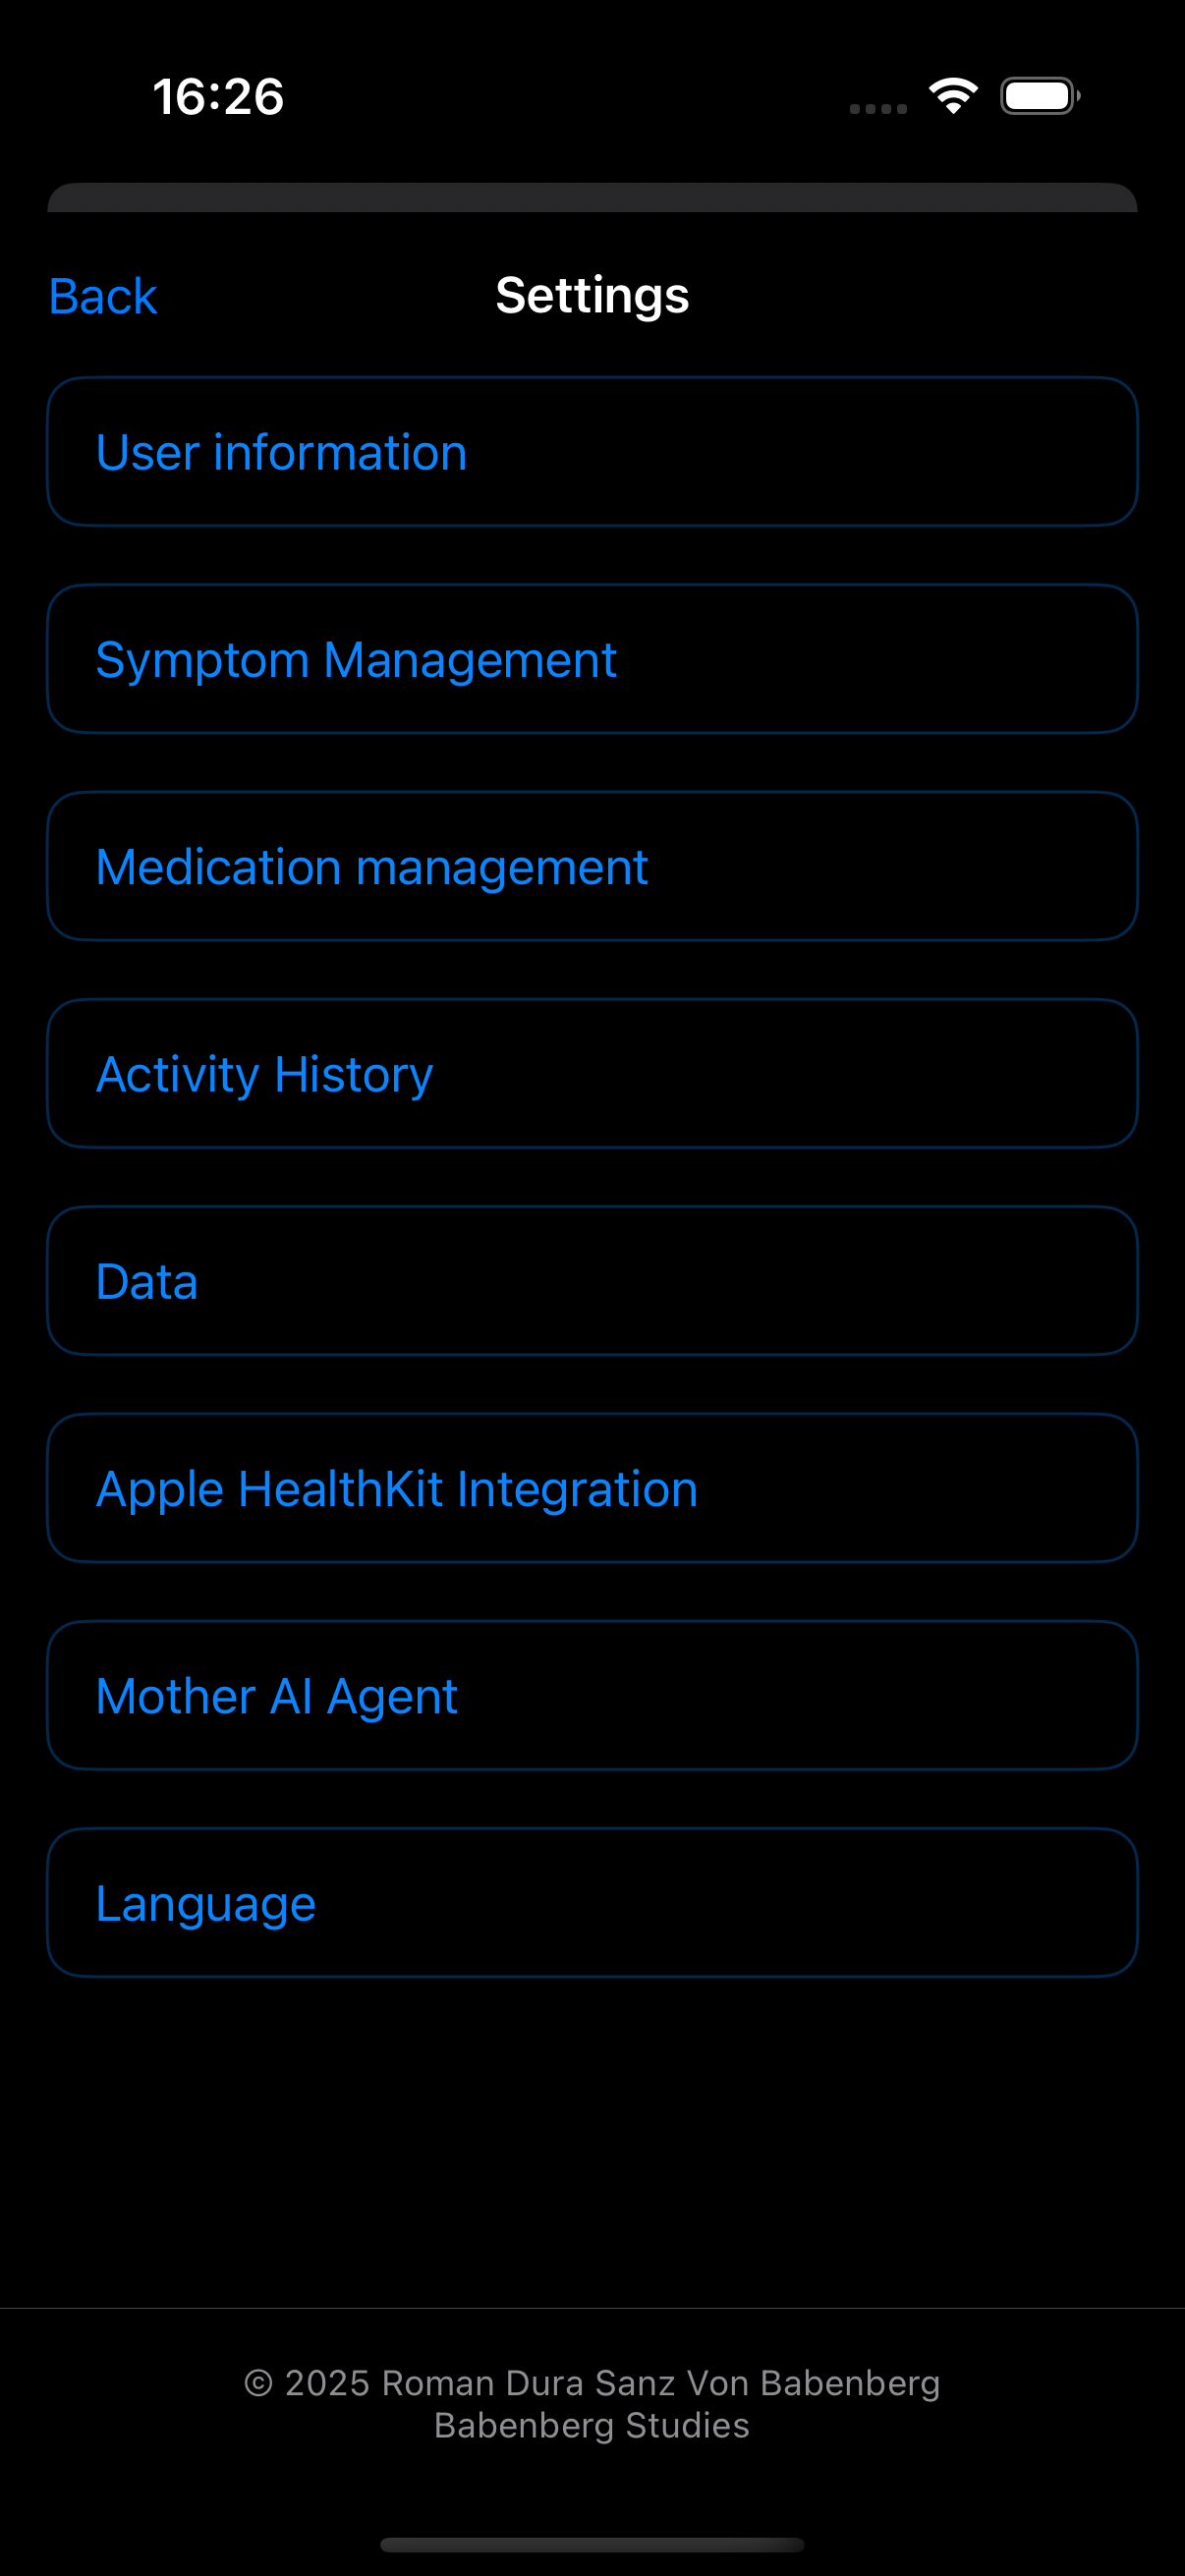 16:26
Back
Settings
User information
Symptom Management
Medication management
Activity History
Data
Apple HealthKit Integration
Mother AI Agent
Language
© 2025 Roman Dura Sanz Von Babenberg
Babenberg Studies